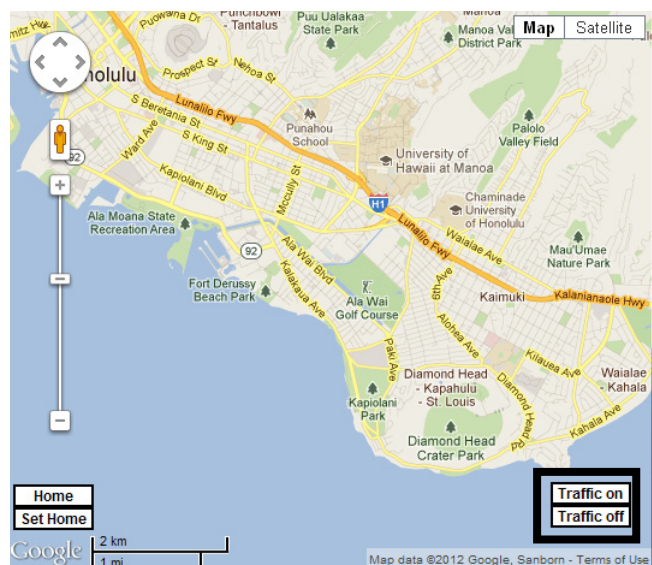 Puowaina Dr
Punchbowl
- Tantalus
Puu Ualakaa
State Park
Manoa Val
District Park
Map
Satellite
mitz Hwy
nolulu
Prospect St
Nehoa St
Lunalilo Fwy
S Beretania St
Ward Ave
S King St
Punahou
School
Palolo
Valley Field
92
Kapiolani Blvd
Mccully St
University of
Hawaii at Manoa
H1
Chaminade
University
of Honolulu
Ala Moana State
Recreation Area
Lunalilo Fwy
Waialae Ave
92
Ala Wai Blvd
Mau'Umae
Nature Park
Fort Derussy
Beach Park
Kalakaua Ave
Ala Wai
Golf Course
6th Ave
Kaimuki
Kalanianaole Hwy
Alohea Ave
Paki Ave
Kilauea Ave
Diamond Head
- Kapahulu
- St. Louis
Waialae
- Kahala
Kapiolani
Park
Diamond Head Rd
Kahala Ave
Diamond Head
Crater Park
Home
Set Home
Traffic on
Traffic off
Google
2 km
1 mi
Map data ©2012 Google, Sanborn - Terms of Use